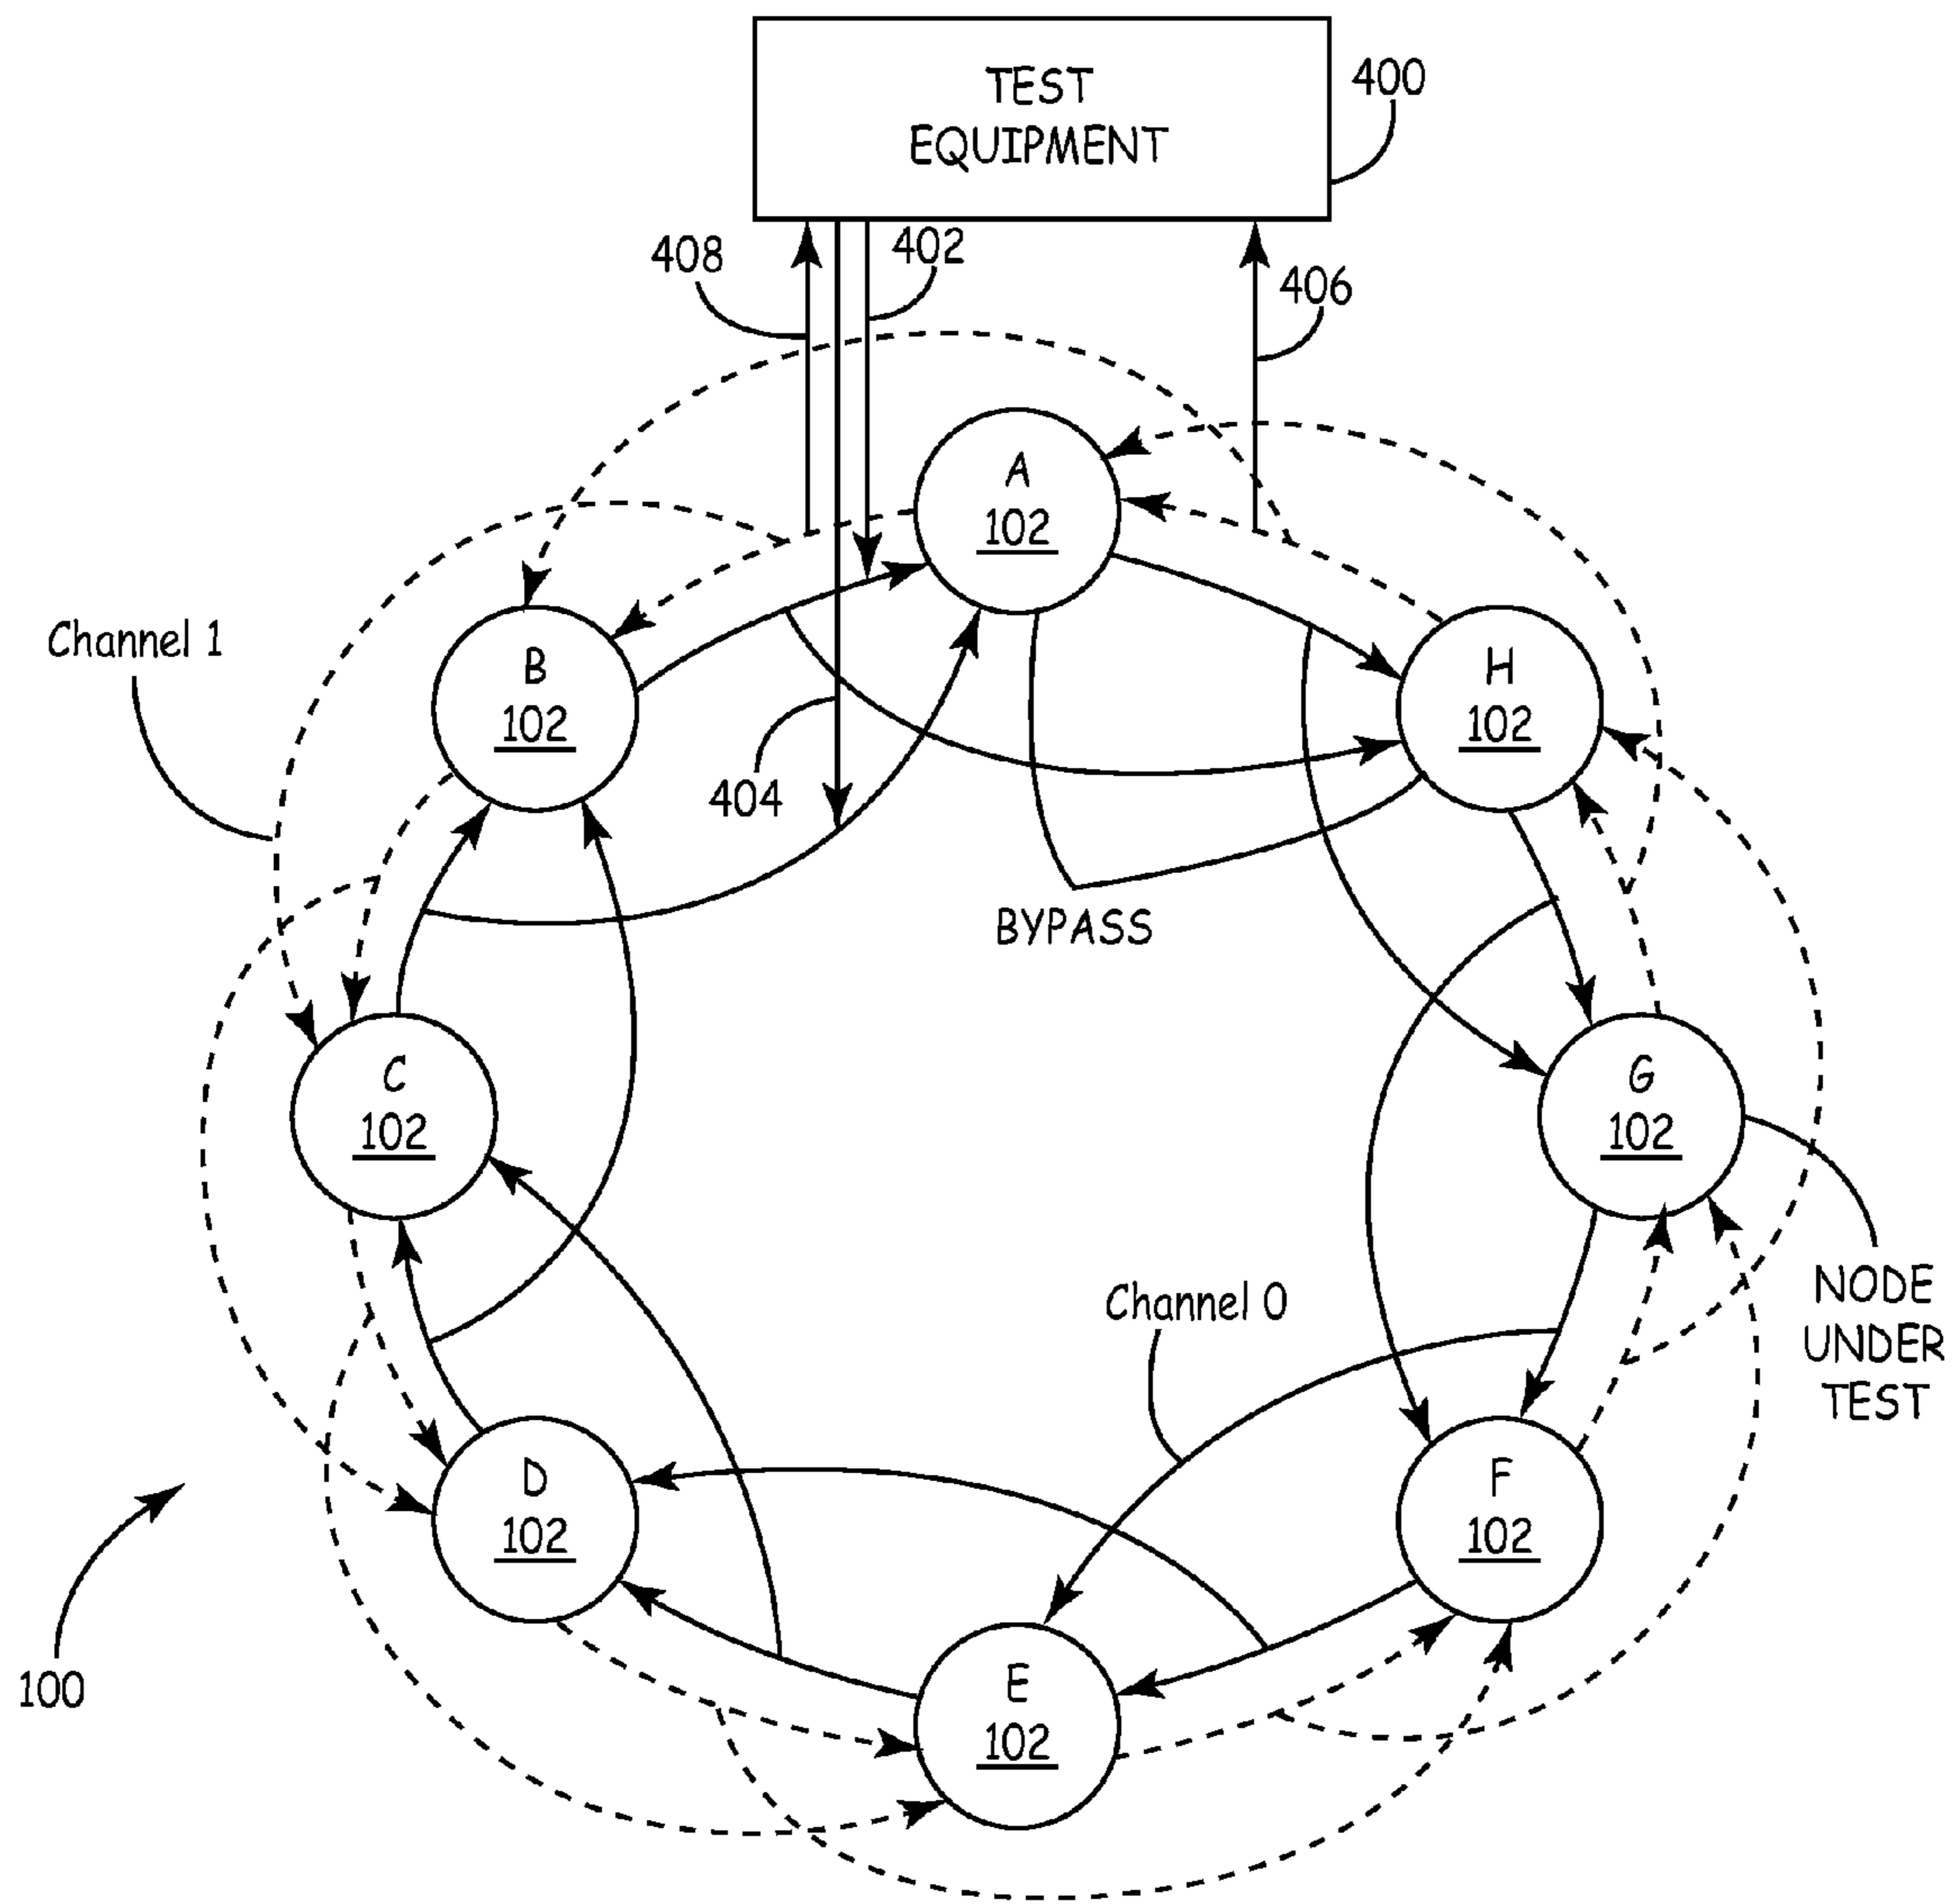 TEST
EQUIPMENT
400
408
402
406
A
102
Channel 1
B
102
H
102
404
BYPASS
C
102
G
102
Channel 0
NODE
UNDER
TEST
D
102
F
102
100
E
102